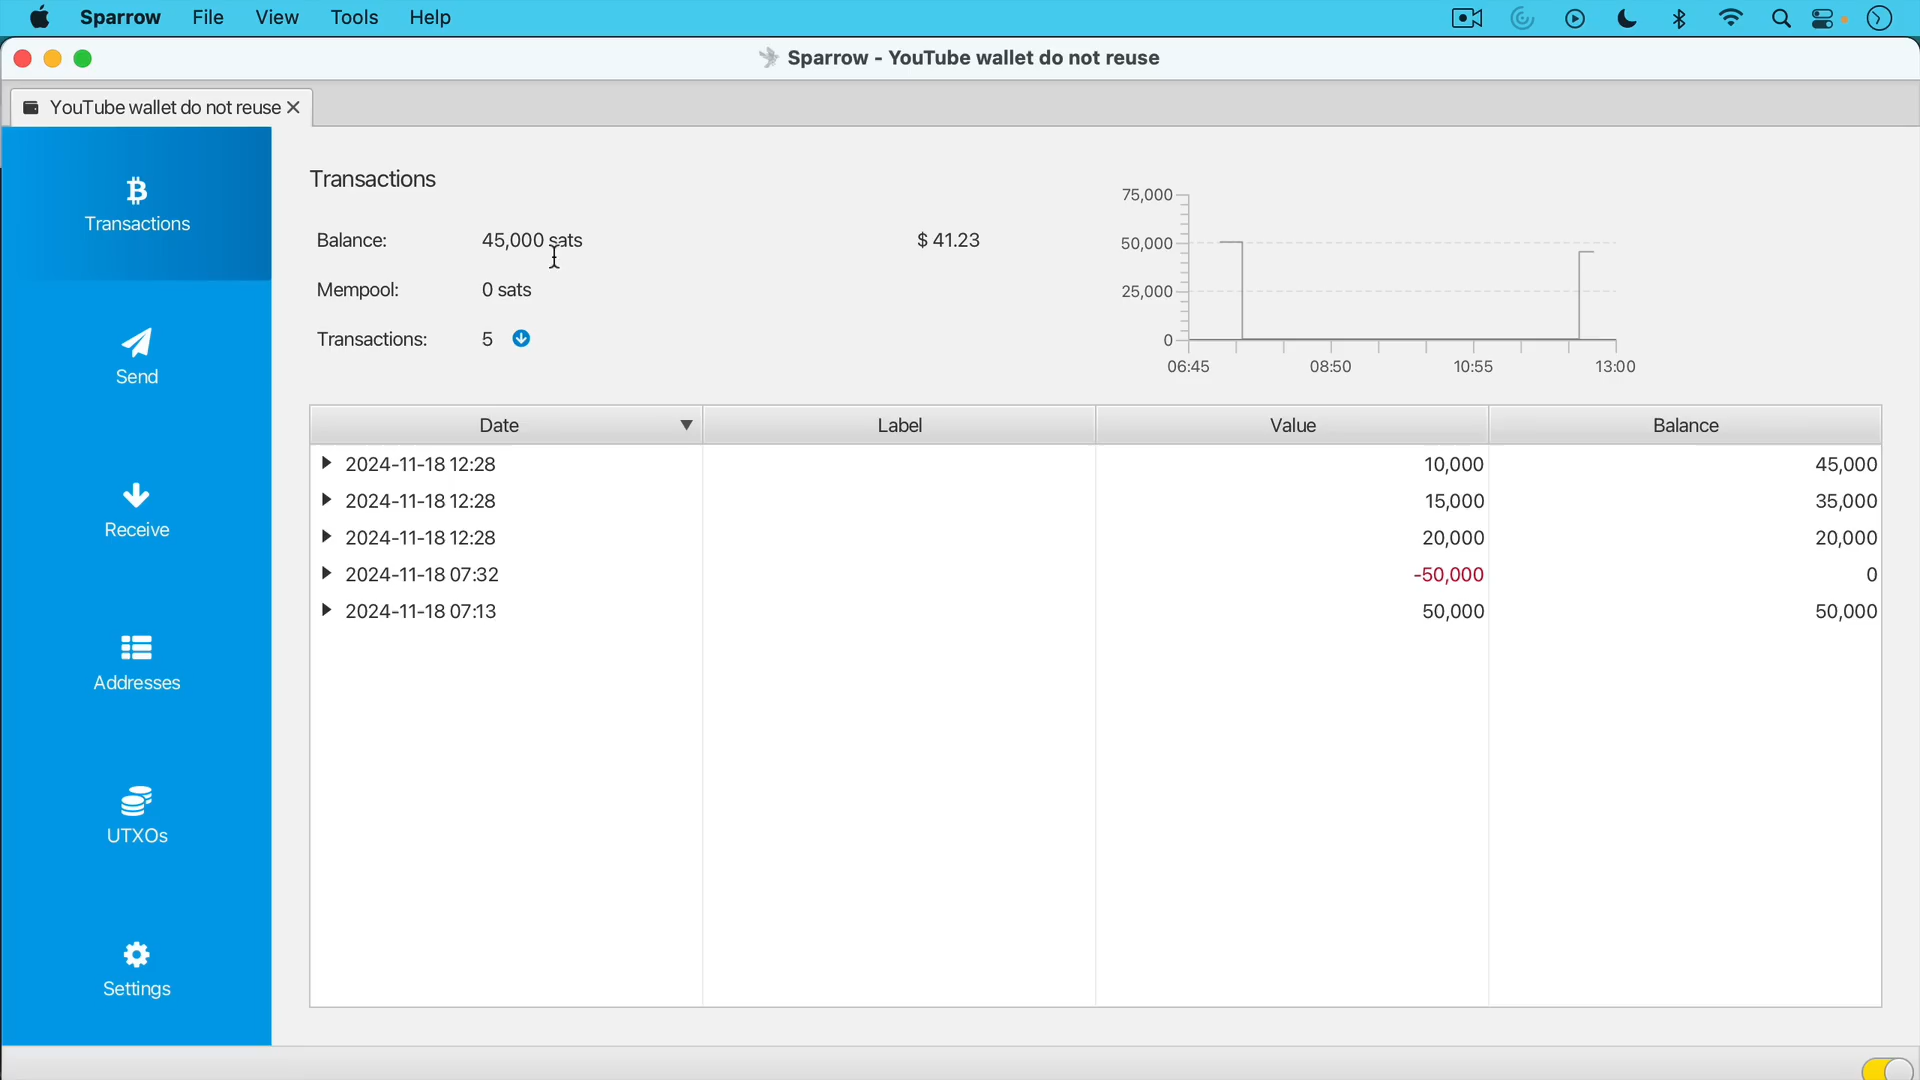 Sparrow File View Tools Help
Sparrow - YouTube wallet do not reuse
YouTube wallet do not reuse
Transactions
Send
Receive
Addresses
UTXOs
Settings
Transactions
Balance: 45,000 sats $ 41.23
Mempool: 0 sats
Transactions: 5
75,000
50,000
25,000
0
06:45 08:50 10:55 13:00
Date Label Value Balance
2024-11-18 12:28 10,000 45,000
2024-11-18 12:28 15,000 35,000
2024-11-18 12:28 20,000 20,000
2024-11-18 07:32 -50,000 0
2024-11-18 07:13 50,000 50,000